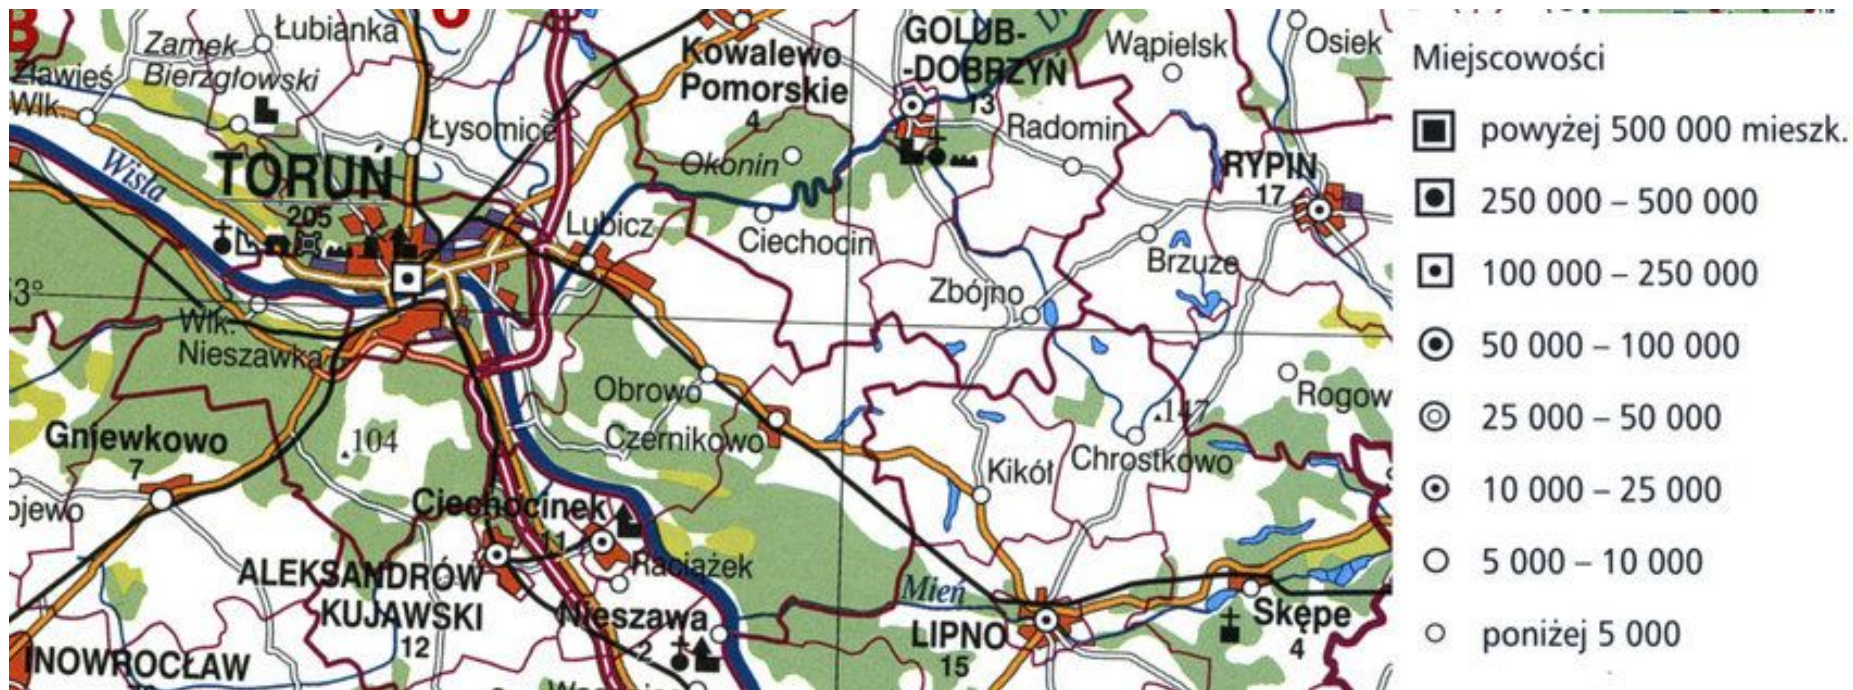 B
C
Łubianka
Zamek
Bierzgłowski
Zławieś
Wlk.
Łysomice
TORUŃ
205
Wisła
Kowalewo
Pomorskie
4
GOLUB-
-DOBRZYŃ
13
Wąpielsk
Osiek
Okonin
Radomin
RYPIN
17
Lubicz
Ciechocin
Brzuze
Zbójno
3°
Wlk.
Nieszawka
Obrowo
Rogow
147
Gniewkowo
7
104
Czernikowo
Kikół
Chrostkowo
ojewo
Ciechocinek
11
Raciążek
ALEKSANDRÓW
KUJAWSKI
12
Nieszawa
2
Mień
LIPNO
15
Skępe
4
INOWROCŁAW
Miejscowości
powyżej 500 000 mieszk.
250 000 – 500 000
100 000 – 250 000
50 000 – 100 000
25 000 – 50 000
10 000 – 25 000
5 000 – 10 000
poniżej 5 000